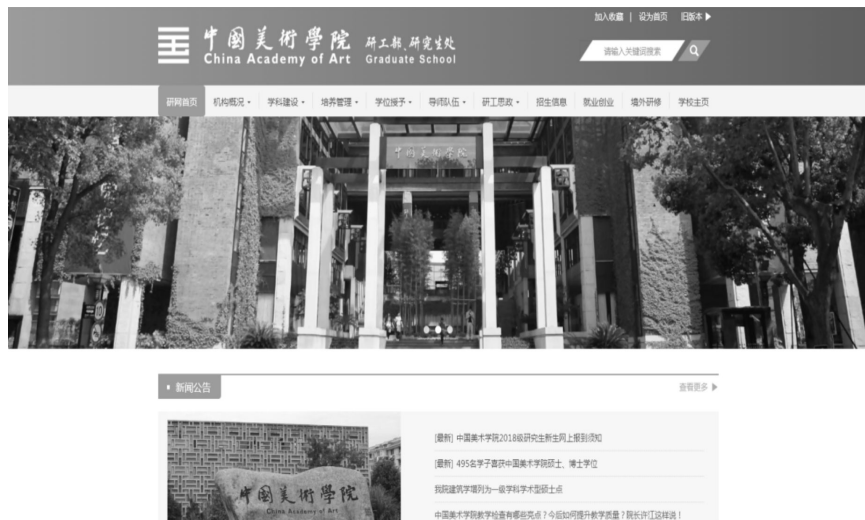 加入收藏 | 设为首页 旧版本
中國美術學院 研工部、研究生处
China Academy of Art Graduate School
请输入关键词搜索
研网首页 机构概况 学科建设 培养管理 学位授予 导师队伍 研工思政 招生信息 就业创业 境外研修 学校主页
中國美術學院
新闻公告 查看更多
[最新] 中国美术学院2018级研究生新生网上报到须知
[最新] 495名学子喜获中国美术学院硕士、博士学位
我院建筑学增列为一级学科学术型硕士点
中国美术学院教学检查有哪些亮点？今后如何提升教学质量？院长许江这样说！
中國美術學院
China Academy of Art